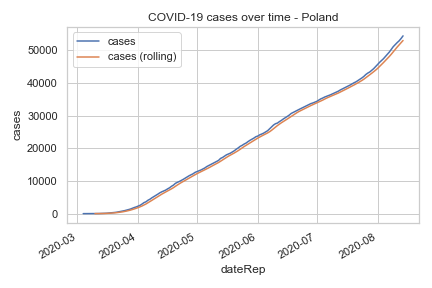 COVID-19 cases over time - Poland
cases
cases (rolling)
50000
40000
30000
20000
10000
0
cases
2020-03
2020-04
2020-05
2020-06
2020-07
2020-08
dateRep